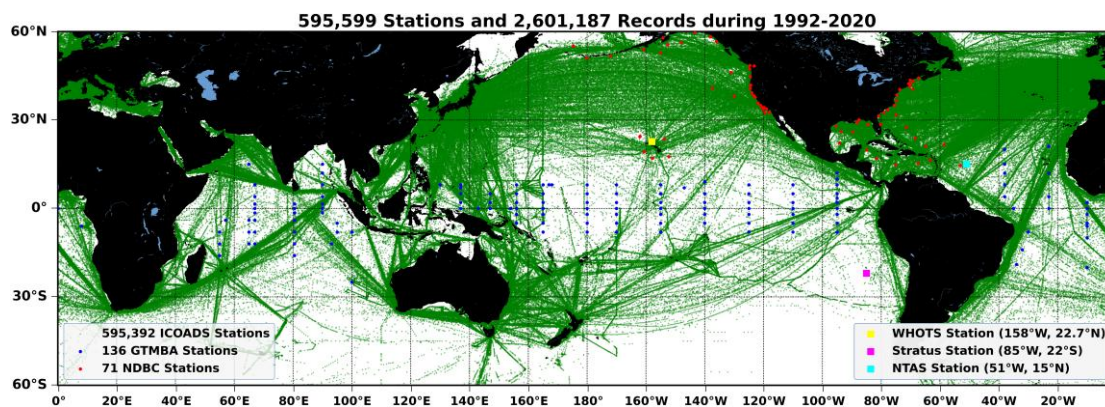 595,599 Stations and 2,601,187 Records during 1992-2020
60°N
30°N
0°
30°S
60°S
595,392 ICOADS Stations
136 GTMBA Stations
71 NDBC Stations
WHOTS Station (158°W, 22.7°N)
Stratus Station (85°W, 22°S)
NTAS Station (51°W, 15°N)
0° 20°E 40°E 60°E 80°E 100°E 120°E 140°E 160°E 180° 160°W 140°W 120°W 100°W 80°W 60°W 40°W 20°W